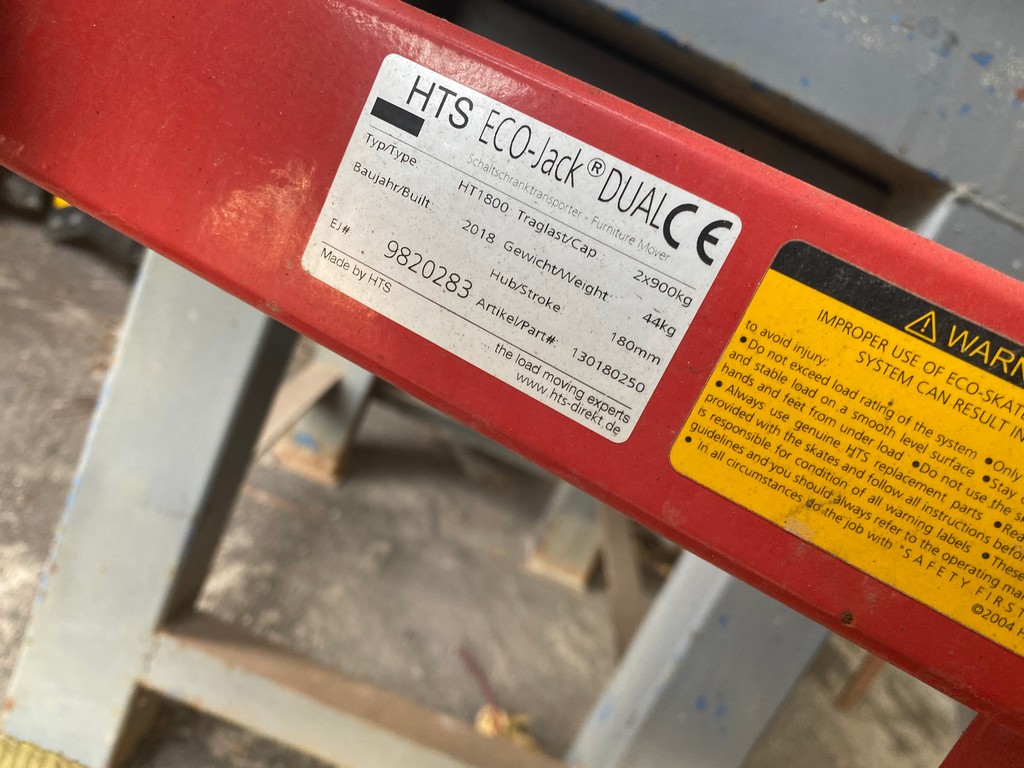 HTS ECO-Jack® DUAL CE
Schaltschranktransporter - Furniture Mover
Typ/Type HT1800 Traglast/Cap. 2x900kg
Baujahr/Built: 2018 Gewicht/Weight: 44kg
EJ# 9820283 Hub/Stroke 180mm
Artikel/Part#: 130180250
Made by HTS ... the load moving experts
www.hts-direkt.de
⚠ WARN
IMPROPER USE OF ECO-SKAT
SYSTEM CAN RESULT IN
to avoid injury:
•Do not exceed load rating of the system •Only
and stable load on a smooth level surface •Stay
hands and feet from under load •Do not use the
• Always use genuine HTS replacement parts •Rea
provided with the skates and follow all instructions befo
is responsible for condition of all warning labels •These
guidelines and you should always refer to the operating ma
• In all circumstances do the job with "SAFETY FIRST
©2004